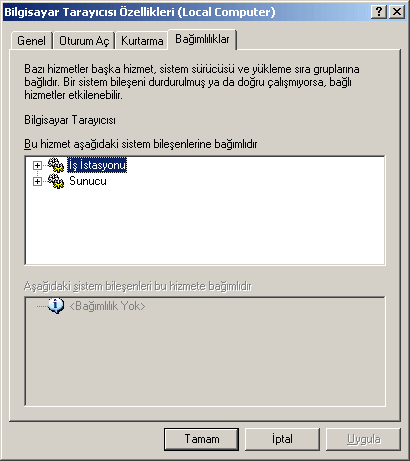 Bilgisayar Tarayıcısı Özellikleri (Local Computer)
Genel Oturum Aç Kurtarma Bağımlılıklar
Bazı hizmetler başka hizmet, sistem sürücüsü ve yükleme sıra gruplarına
bağlıdır. Bir sistem bileşeni durdurulmuş ya da doğru çalışmıyorsa, bağlı
hizmetler etkilenebilir.
Bilgisayar Tarayıcısı
Bu hizmet aşağıdaki sistem bileşenlerine bağımlıdır
İş İstasyonu
Sunucu
Aşağıdaki sistem bileşenleri bu hizmete bağımlıdır
<Bağımlılık Yok>
Tamam İptal Uygula